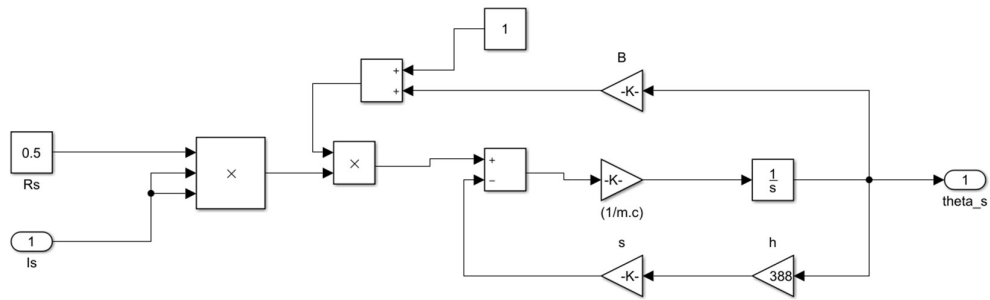 1
+
+
B
-K-
0.5
Rs
×
×
+
−
-K-
(1/m.c)
1
s
1
theta_s
1
Is
s
-K-
h
388